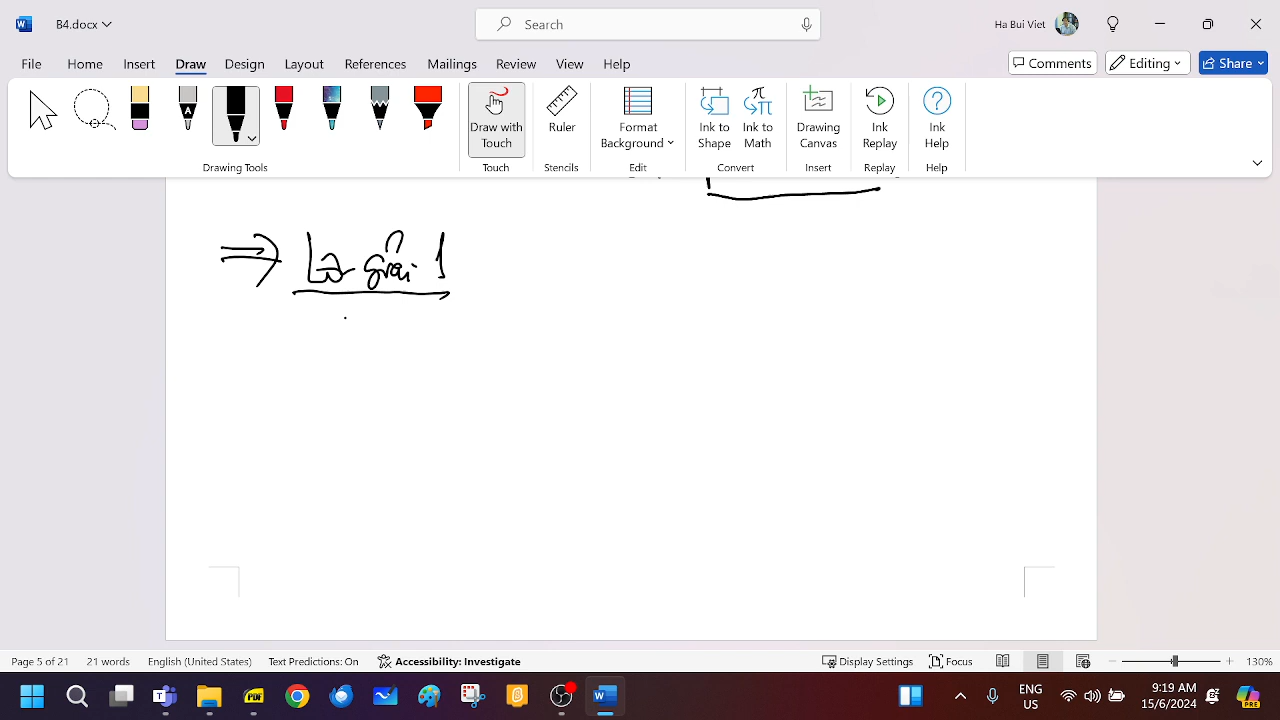 B4.docx
Search
Ha Bui Viet
File Home Insert Draw Design Layout References Mailings Review View Help
Comments Editing Share
Draw with Touch
Ruler
Format Background
Ink to Shape
Ink to Math
Drawing Canvas
Ink Replay
Ink Help
Drawing Tools Touch Stencils Edit Convert Insert Replay Help
⇒
Page 5 of 21 21 words English (United States) Text Predictions: On Accessibility: Investigate Display Settings Focus 130%
ENG US 9:19 AM 15/6/2024